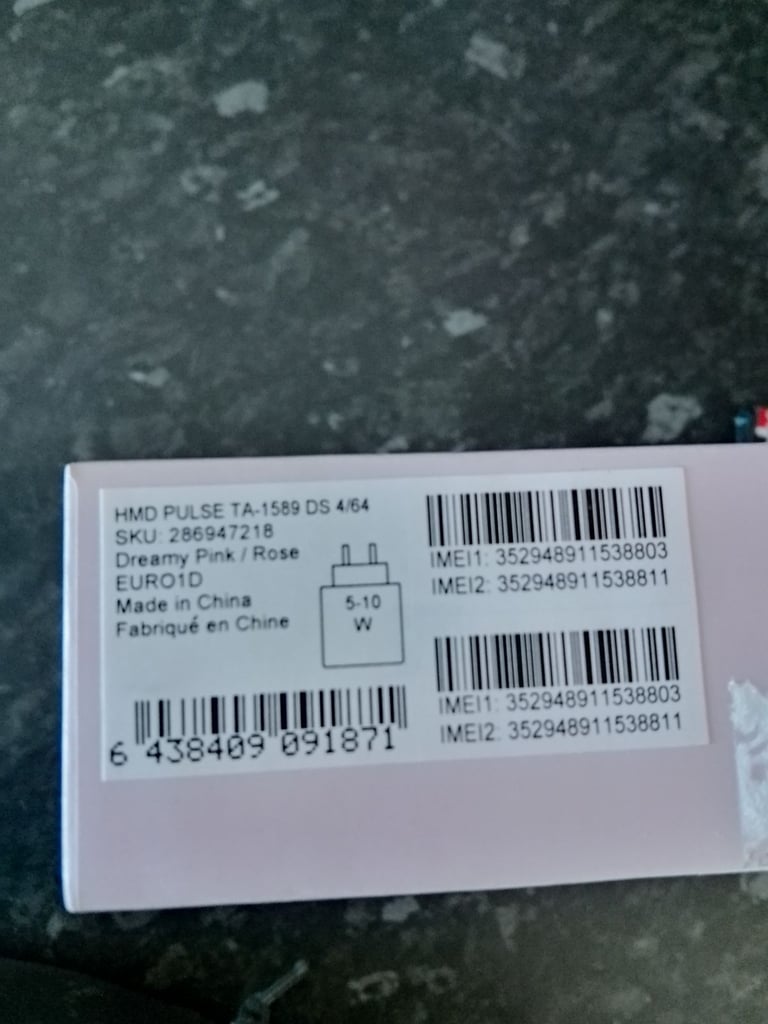 HMD PULSE TA-1589 DS 4/64
SKU: 286947218
Dreamy Pink / Rose
EURO1D
Made in China
Fabriqué en Chine
5-10
W
6 438409 091871
IMEI1: 352948911538803
IMEI2: 352948911538811
IMEI1: 352948911538803
IMEI2: 352948911538811